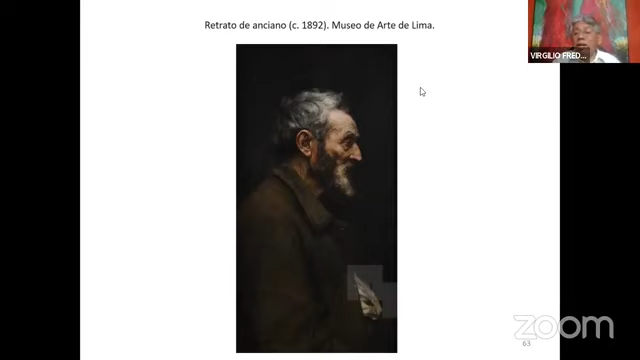 Retrato de anciano (c. 1892). Museo de Arte de Lima.
VIRGILIO FRED...
zoom
63